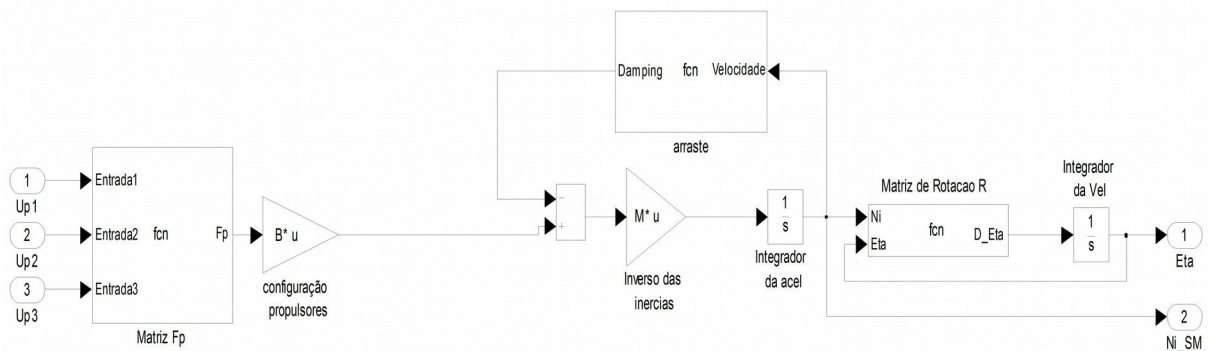 1
Up1
2
Up2
3
Up3
Entrada1
Entrada2
Entrada3
fcn
Fp
Matriz Fp
B* u
configuração
propulsores
Damping
fcn
Velocidade
arraste
−
+
M* u
Inverso das
inercias
1
s
Integrador
da acel
Matriz de Rotacao R
Ni
Eta
fcn
D_Eta
Integrador
da Vel
1
s
1
Eta
2
Ni_SM